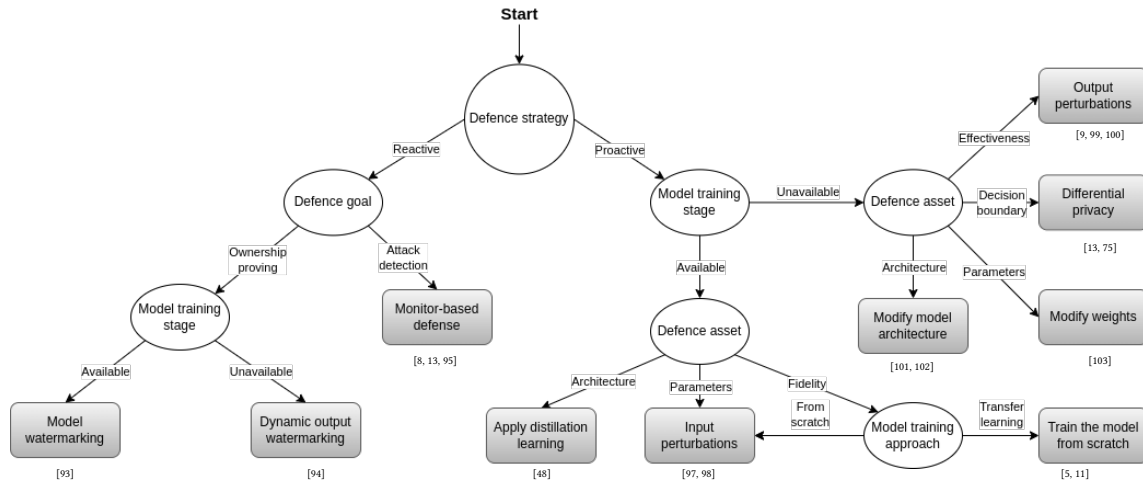 Start
Defence strategy
Reactive
Proactive
Defence goal
Model training
stage
Unavailable
Defence asset
Effectiveness
Output
perturbations
[9, 99, 100]
Decision
boundary
Differential
privacy
[13, 75]
Ownership
proving
Attack
detection
Available
Architecture
Parameters
Model training
stage
Monitor-based
defense
[8, 13, 95]
Defence asset
Modify model
architecture
[101, 102]
Modify weights
[103]
Available
Unavailable
Architecture
Parameters
Fidelity
Model
watermarking
[93]
Dynamic output
watermarking
[94]
Apply distillation
learning
[48]
Input
perturbations
[97, 98]
From
scratch
Model training
approach
Transfer
learning
Train the model
from scratch
[5, 11]